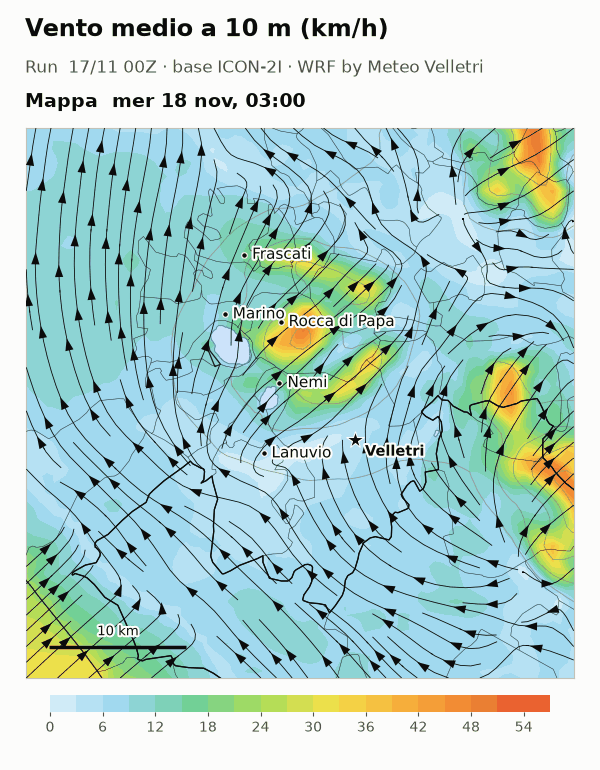 Vento medio a 10 m (km/h)
Run  17/11 00Z · base ICON-2I · WRF by Meteo Velletri
Mappa  mer 18 nov, 03:00
Frascati
Marino
Rocca di Papa
Nemi
Velletri
Lanuvio
10 km
0 6 12 18 24 30 36 42 48 54